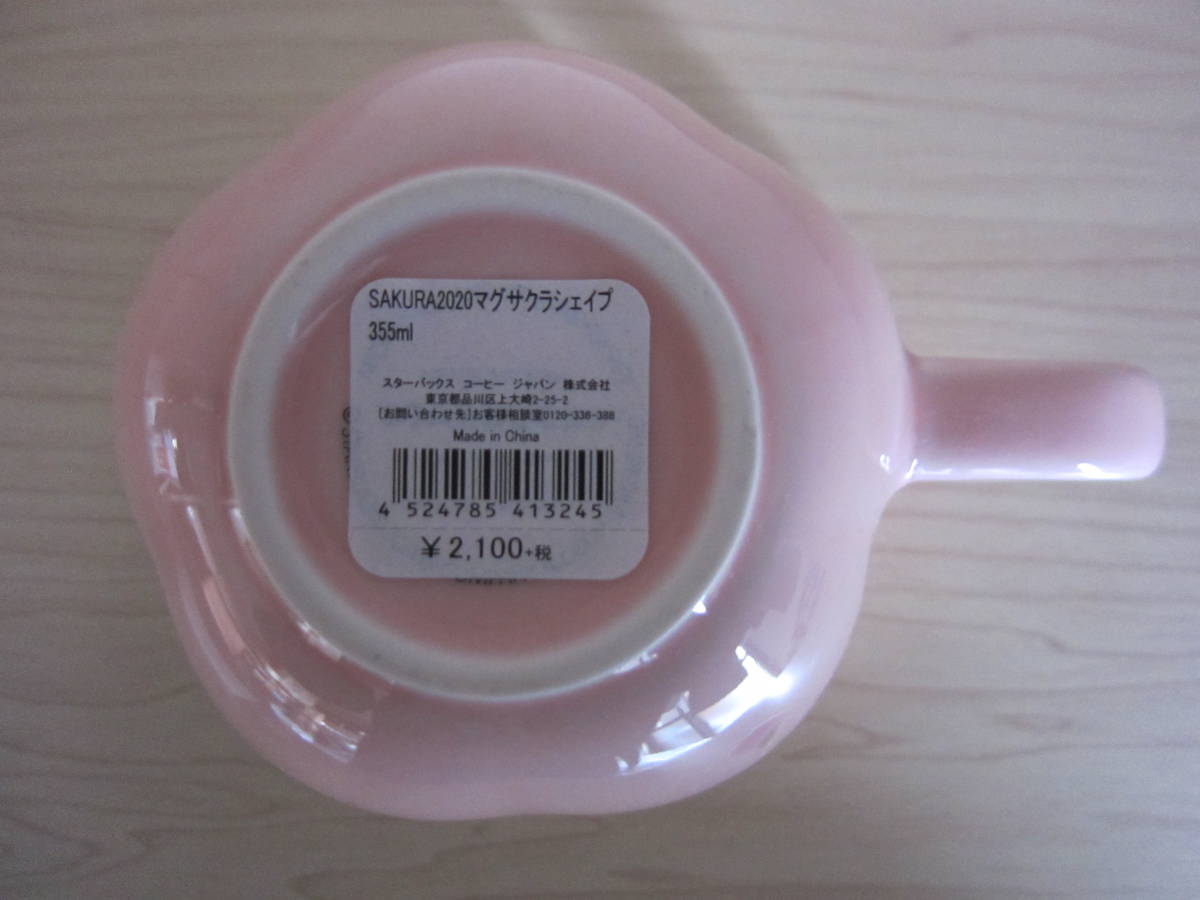 SAKURA2020マグサクラシェイプ
355ml
スターバックス コーヒー ジャパン 株式会社
東京都品川区上大崎2-25-2
[お問い合わせ先]お客様相談室0120-336-388
Made in China
4 524785 413245
¥2,100+税